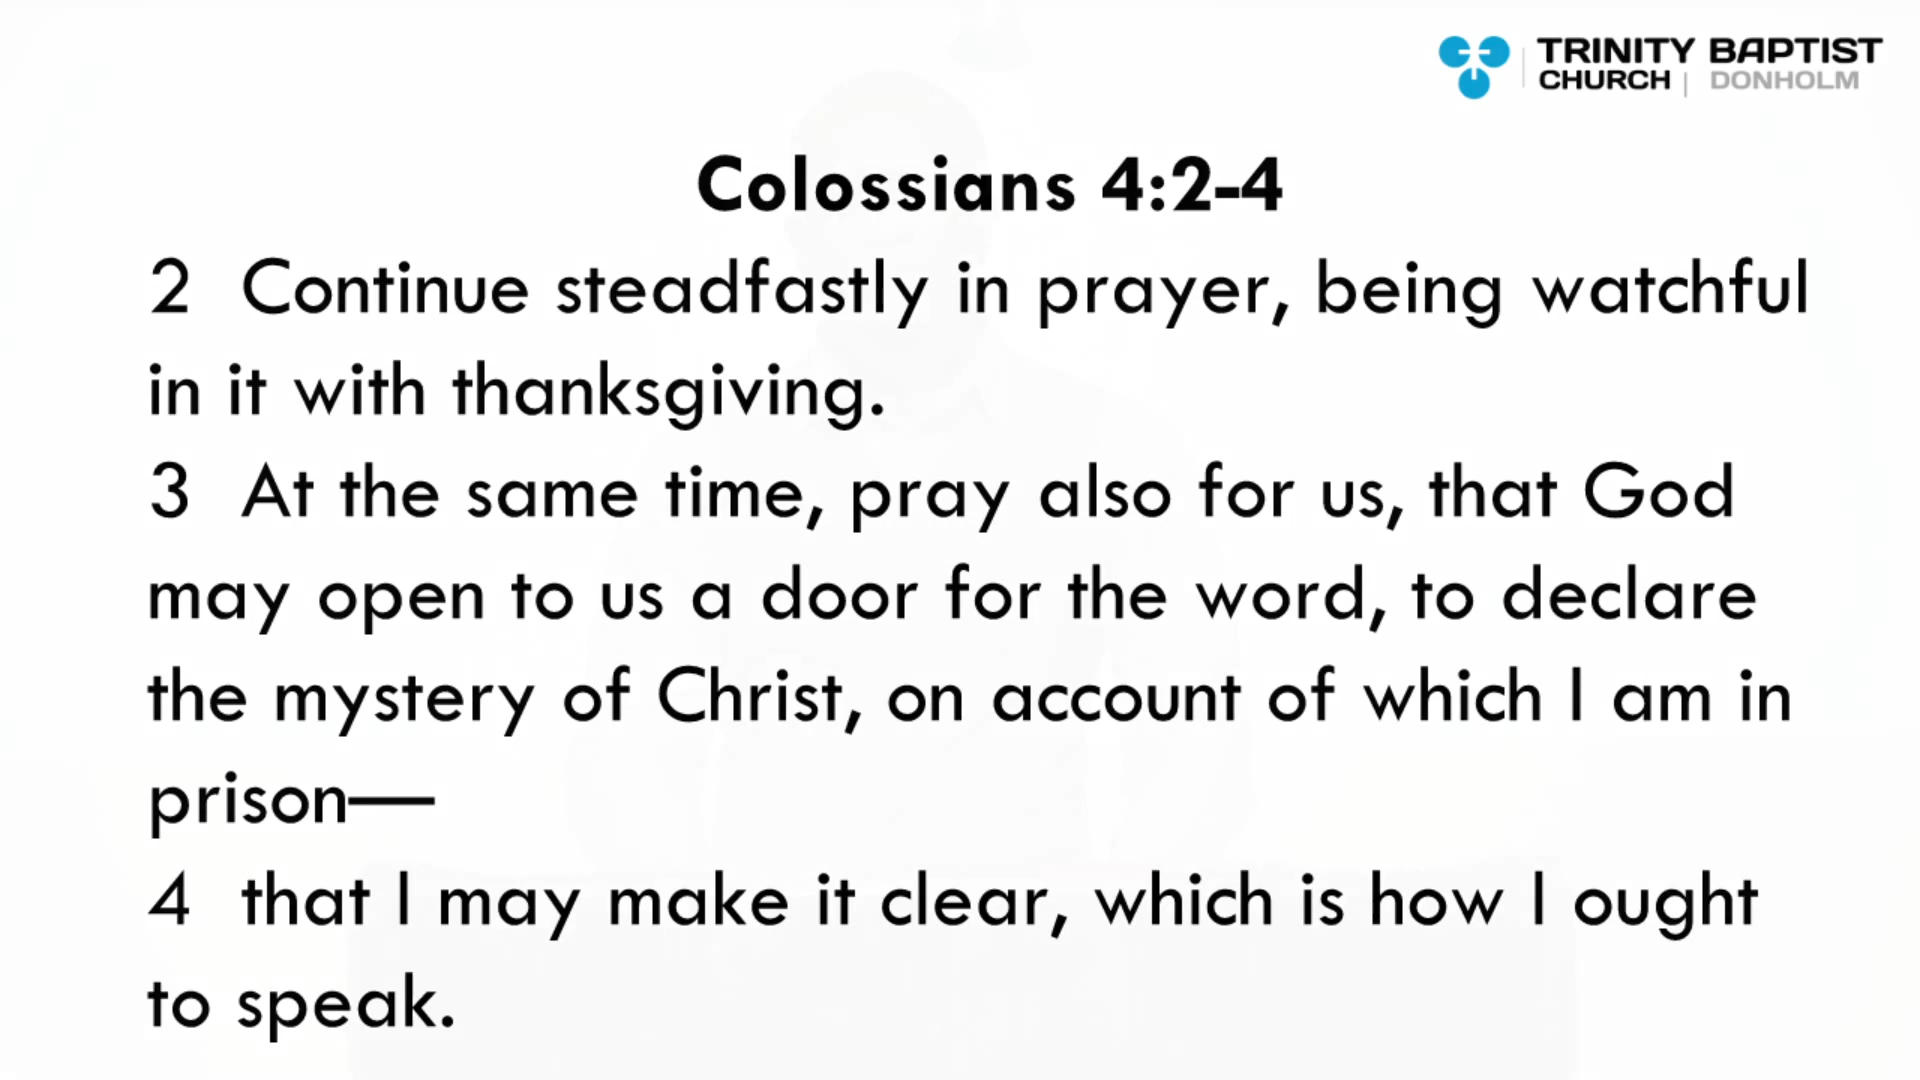 TRINITY BAPTIST
CHURCH | DONHOLM
Colossians 4:2-4
2 Continue steadfastly in prayer, being watchful
in it with thanksgiving.
3 At the same time, pray also for us, that God
may open to us a door for the word, to declare
the mystery of Christ, on account of which I am in
prison—
4 that I may make it clear, which is how I ought
to speak.